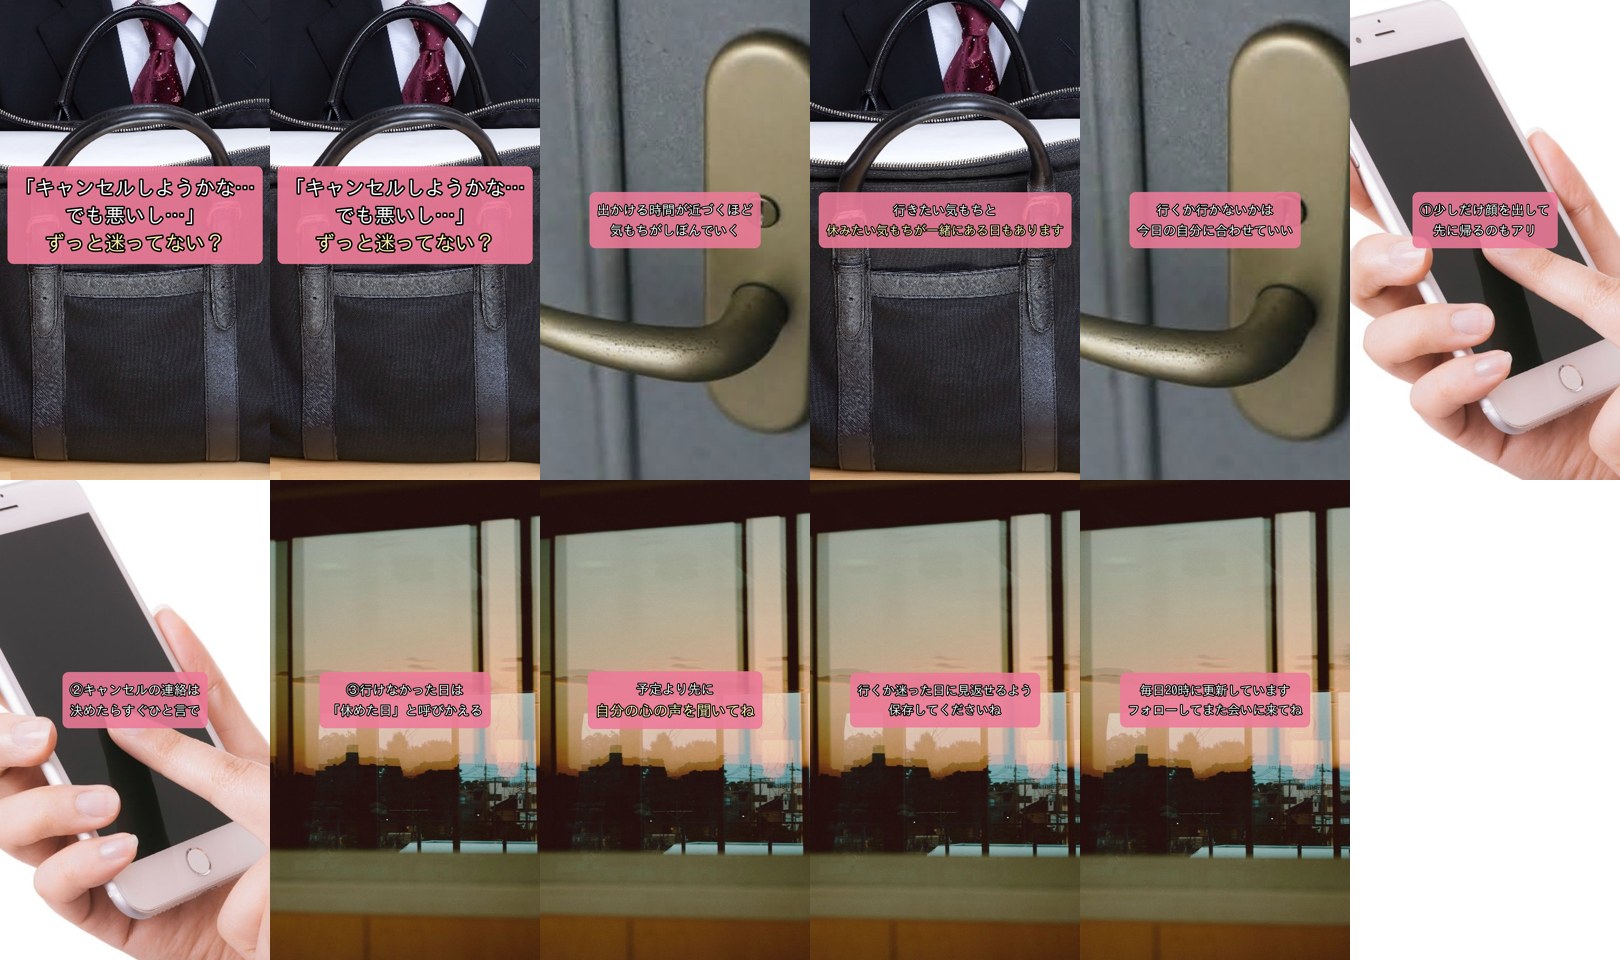 「キャンセルしようかな…
でも悪いし…」
ずっと迷ってない？
「キャンセルしようかな…
でも悪いし…」
ずっと迷ってない？
出かける時間が近づくほど
気もちがしぼんでいく
行きたい気もちと
休みたい気もちが一緒にある日もあります
行くか行かないかは
今日の自分に合わせていい
①少しだけ顔を出して
先に帰るのもアリ
②キャンセルの連絡は
決めたらすぐひと言で
③行けなかった日は
「休めた日」と呼びかえる
予定より先に
自分の心の声を聞いてね
行くか迷った日に見返せるよう
保存してくださいね
毎日20時に更新しています
フォローしてまた会いに来てね